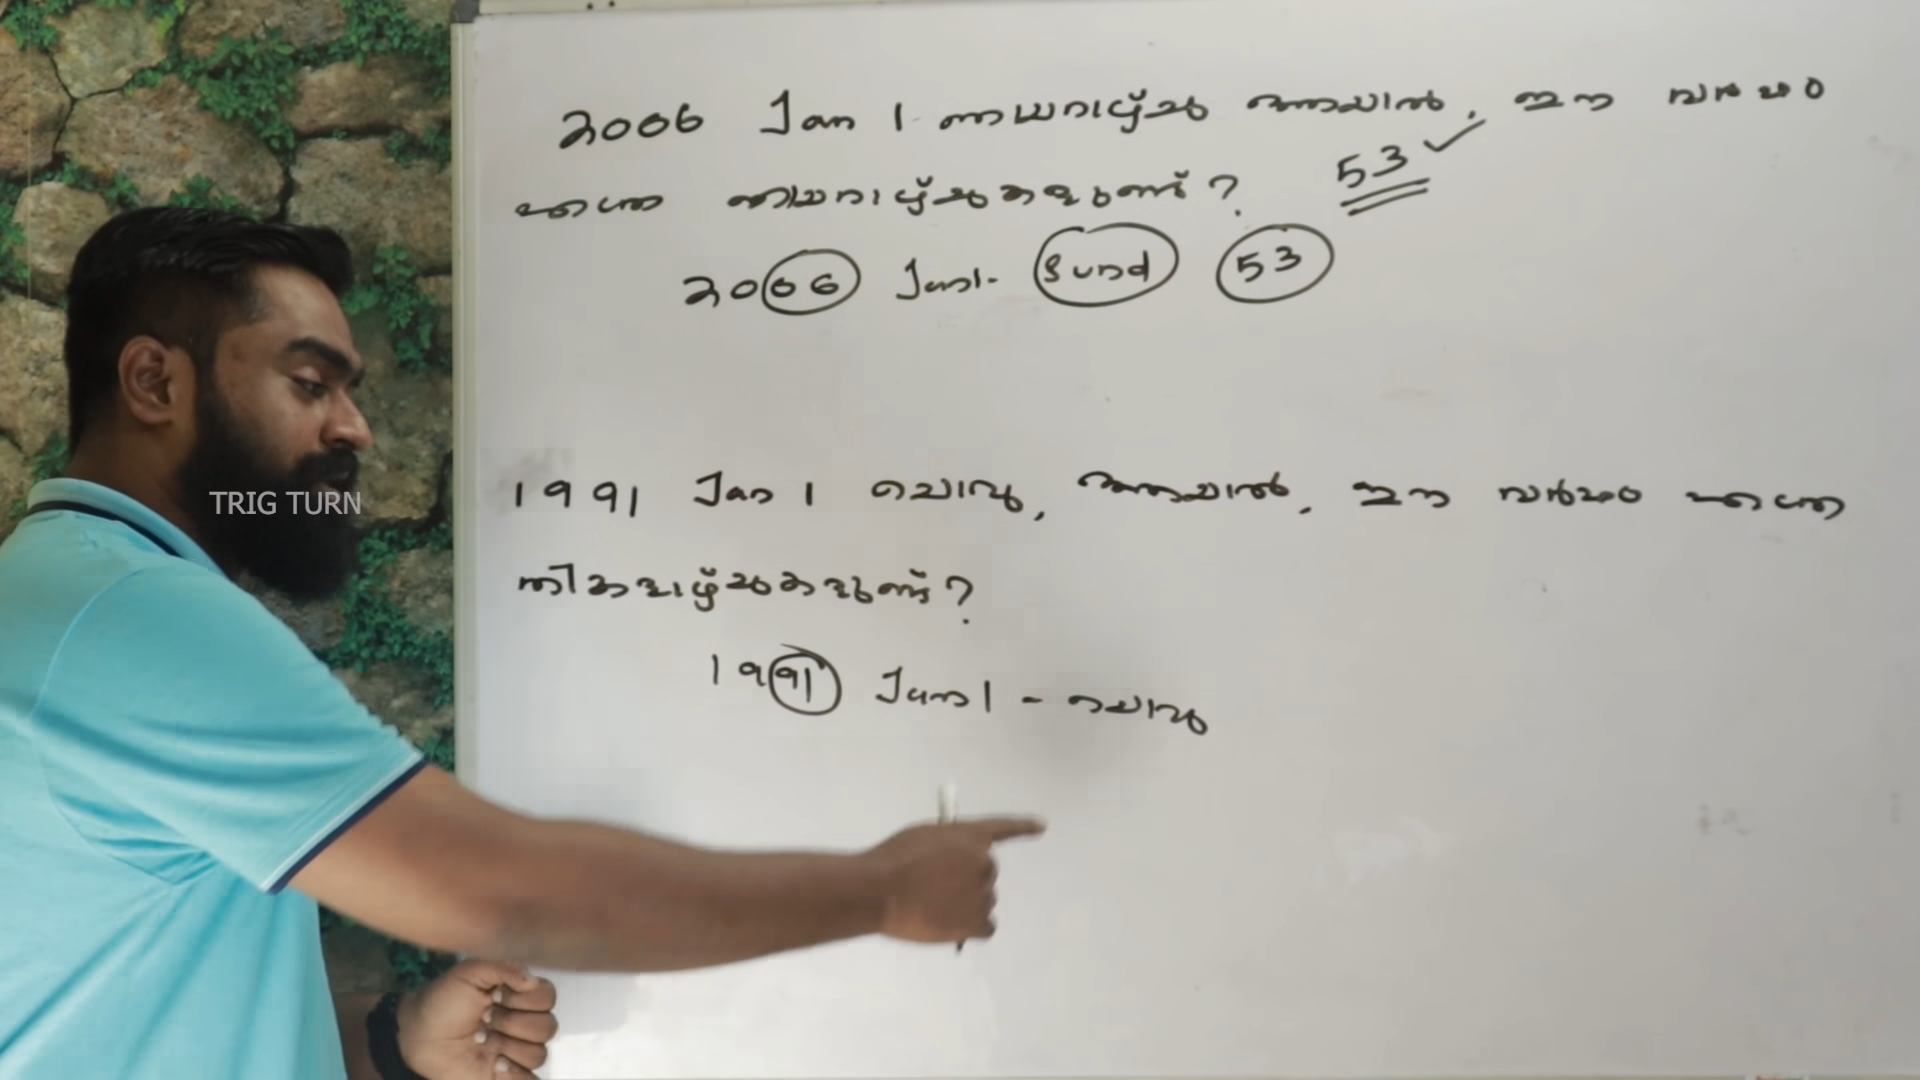 2006 Jan 1 ഞായറാഴ്ച ആയാൽ, ഈ വർഷം
എത്ര ഞായറാഴ്ചകളുണ്ട്? 53
2006 Jan1- Sund 53
1991 Jan 1 ചൊവ്വ, ആയാൽ, ഈ വർഷം എത്ര
TRIG TURN
തിങ്കളാഴ്ചകളുണ്ട്?
1991 Jan 1 - ചൊവ്വ